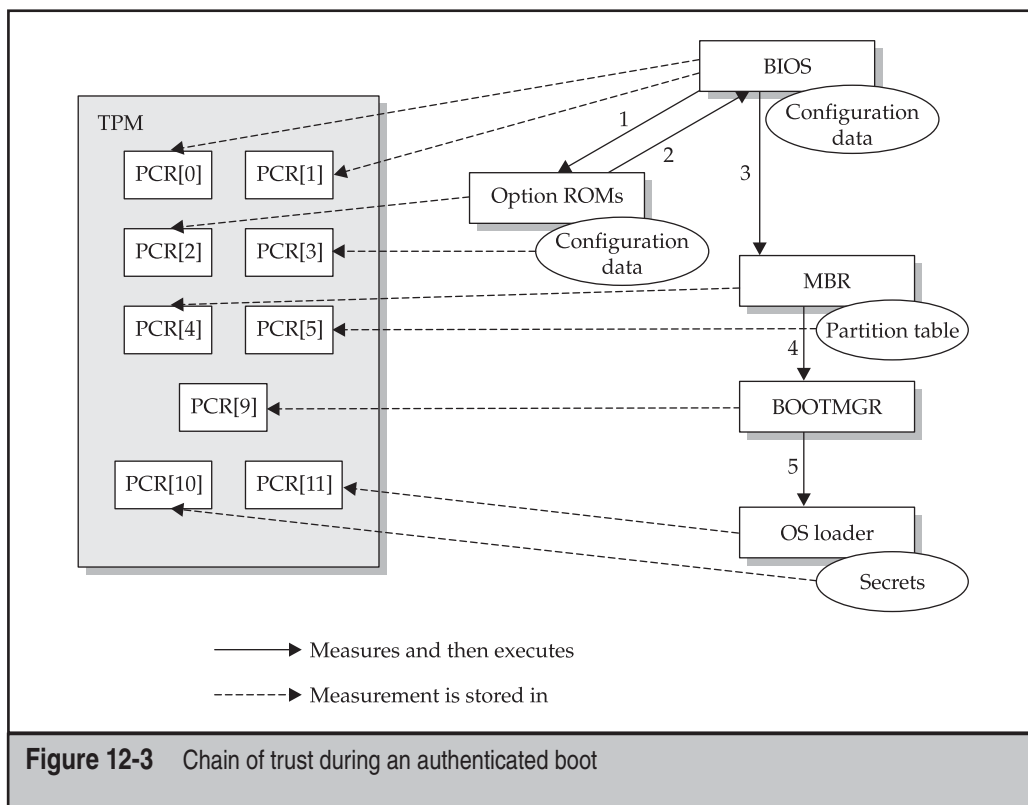 BIOS
Configuration
data
TPM
1
2
3
PCR[0]
PCR[1]
Option ROMs
Configuration
data
PCR[2]
PCR[3]
MBR
Partition table
PCR[4]
PCR[5]
4
PCR[9]
BOOTMGR
5
PCR[10]
PCR[11]
OS loader
Secrets
Measures and then executes
Measurement is stored in
Figure 12-3 Chain of trust during an authenticated boot